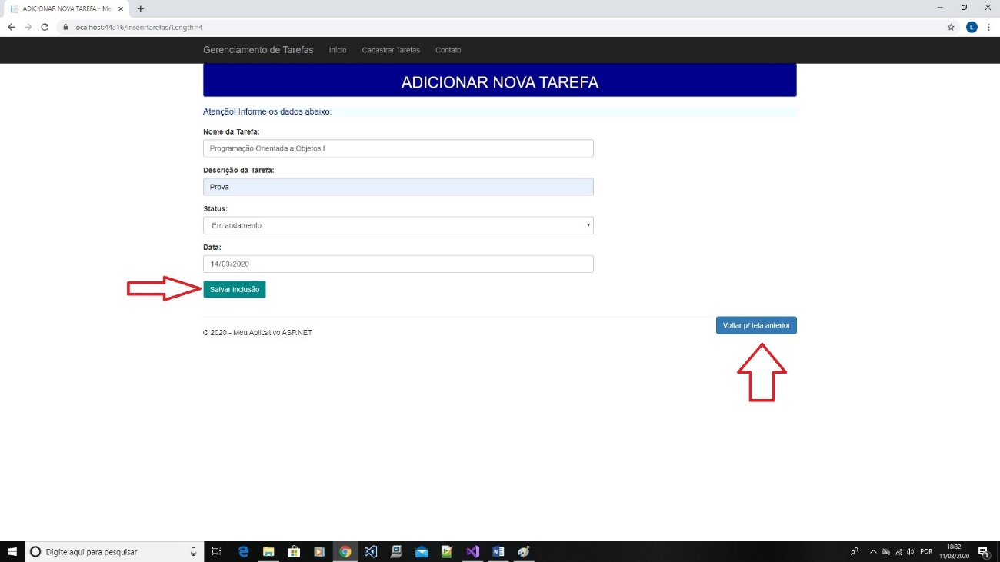 ADICIONAR NOVA TAREFA - Me
localhost:44316/inserirtarefas?Length=4
L
Gerenciamento de Tarefas Início Cadastrar Tarefas Contato
ADICIONAR NOVA TAREFA
Atenção! Informe os dados abaixo:
Nome da Tarefa:
Programação Orientada a Objetos I
Descrição da Tarefa:
Prova
Status:
Em andamento
Data:
14/03/2020
Salvar inclusão
Voltar p/ tela anterior
© 2020 - Meu Aplicativo ASP.NET
Digite aqui para pesquisar
POR
18:32
11/03/2020
1